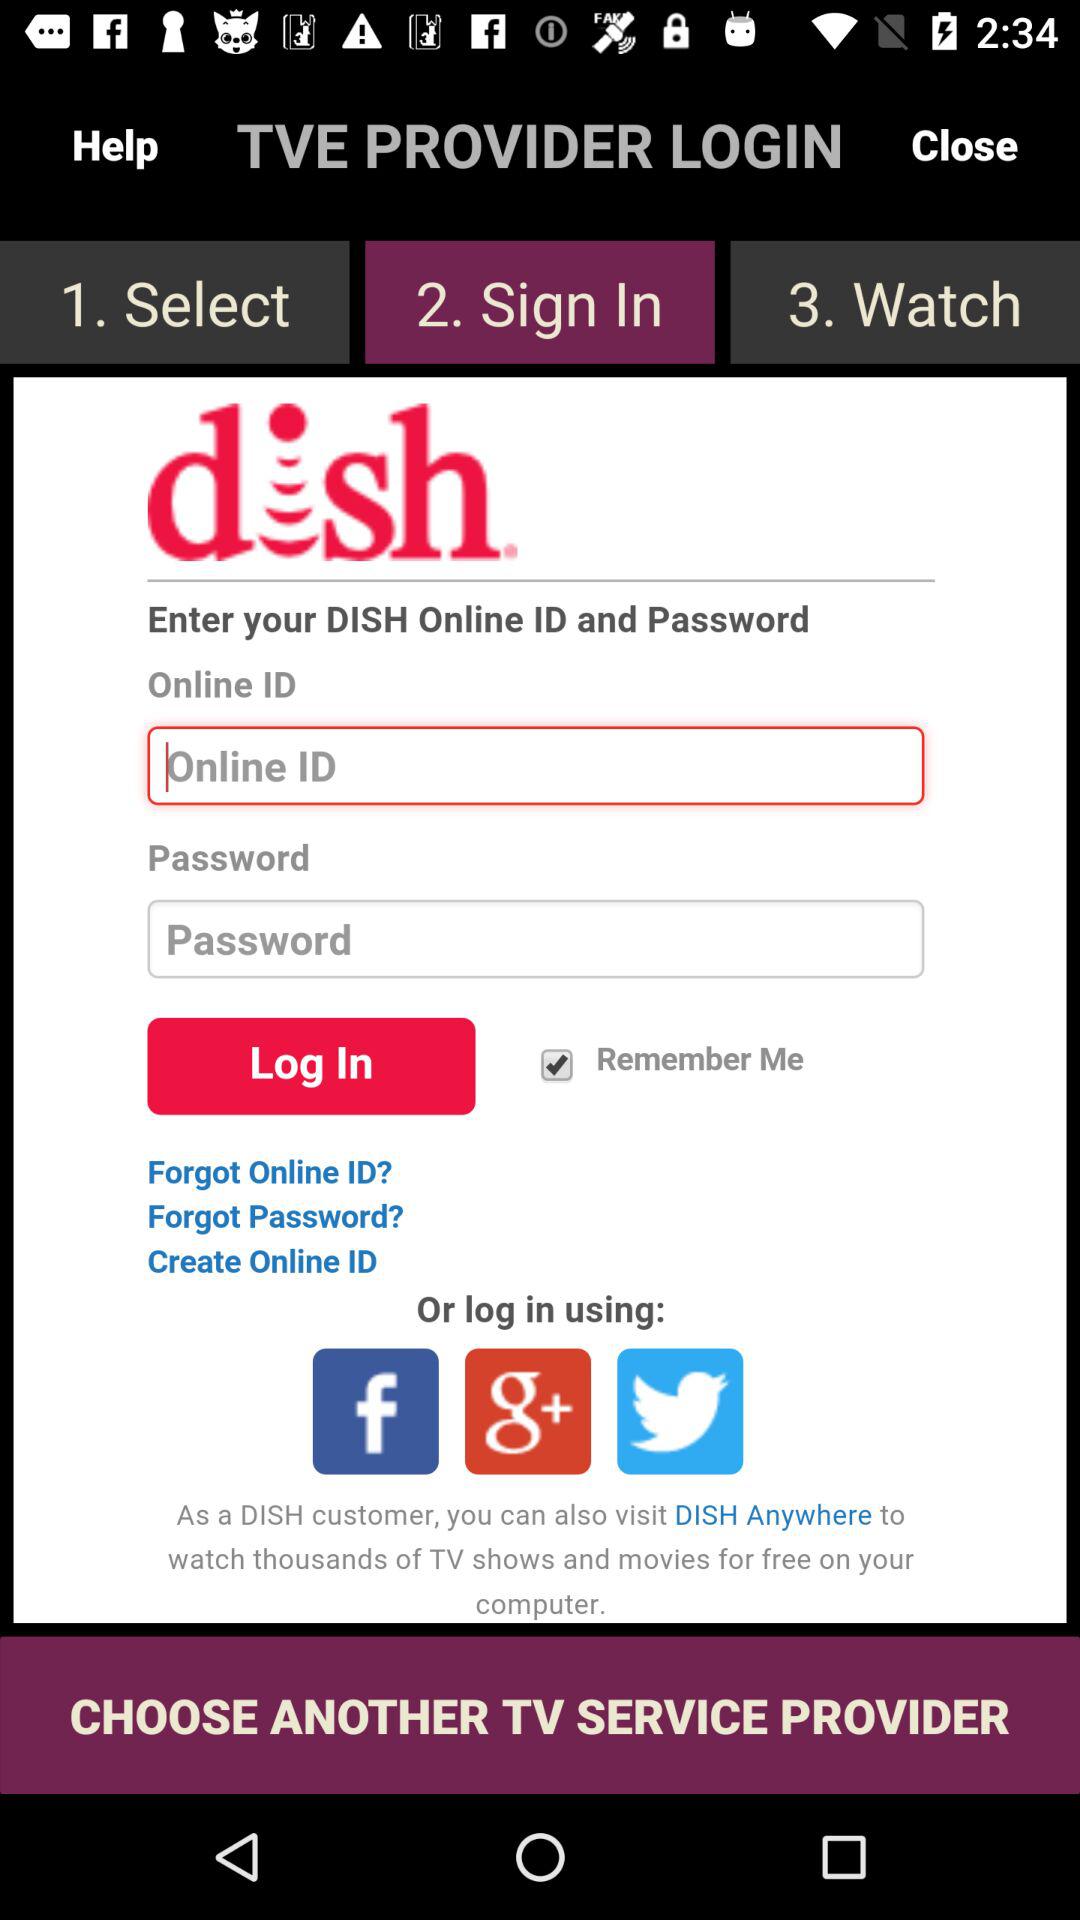 FAKE
2:34
Help TVE PROVIDER LOGIN Close
1. Select 2. Sign In 3. Watch
dish
Enter your DISH Online ID and Password
Online ID
Online ID
Password
Password
Log In Remember Me
Forgot Online ID?
Forgot Password?
Create Online ID
Or log in using:
f g+
As a DISH customer, you can also visit DISH Anywhere to
watch thousands of TV shows and movies for free on your
computer.
CHOOSE ANOTHER TV SERVICE PROVIDER